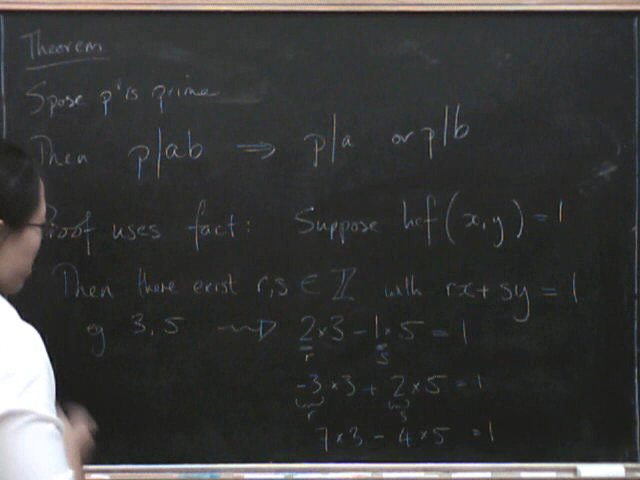 Theorem
Spose p is prime
Then p|ab ⇒ p|a or p|b
Proof uses fact: Suppose hcf(x,y) = 1
Then there exist r,s ∈ ℤ with rx + sy = 1
eg 3,5 ⟿ 2×3 - 1×5 = 1
r s
-3×3 + 2×5 = 1
r s
7×3 - 4×5 = 1